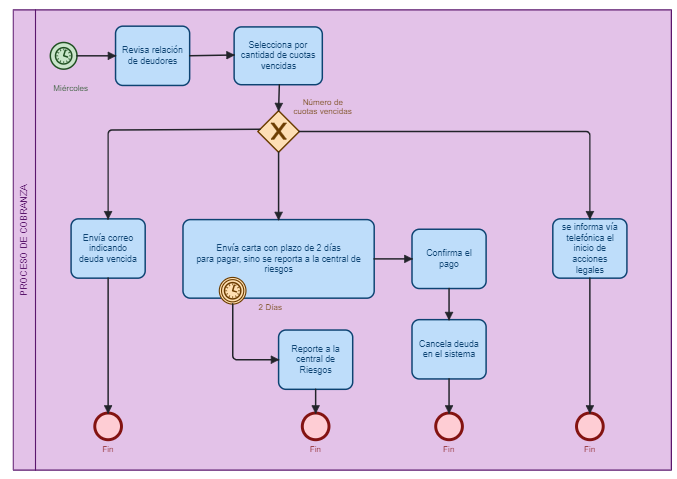 PROCESO DE COBRANZA
Miércoles
Revisa relación
de deudores
Selecciona por
cantidad de cuotas
vencidas
Número de
cuotas vencidas
X
Envía correo
indicando
deuda vencida
Envía carta con plazo de 2 días
para pagar, sino se reporta a la central de
riesgos
2 Días
Confirma el
pago
se informa vía
telefónica el
inicio de
acciones
legales
Reporte a la
central de
Riesgos
Cancela deuda
en el sistema
Fin
Fin
Fin
Fin